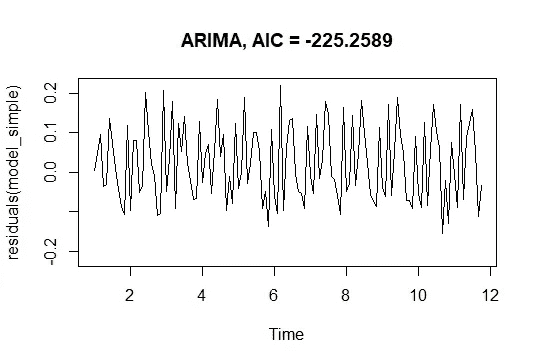 ARIMA, AIC = -225.2589
residuals(model_simple)
0.2
0.1
0.0
-0.2
2 4 6 8 10 12
Time